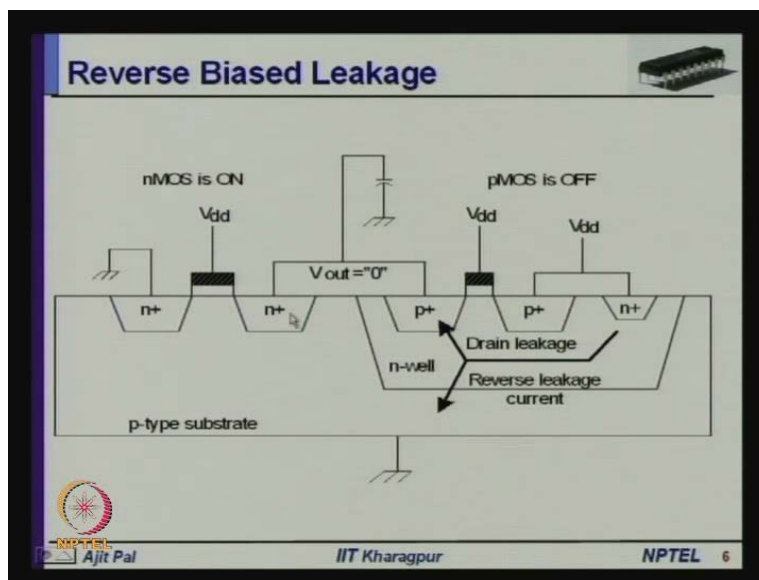 Reverse Biased Leakage
nMOS is ON
pMOS is OFF
Vdd
Vdd
Vdd
Vout="0"
n+
n+
p+
p+
n+
Drain leakage
n-well
Reverse leakage
current
p-type substrate
NPTEL
Ajit Pal
IIT Kharagpur
NPTEL 6